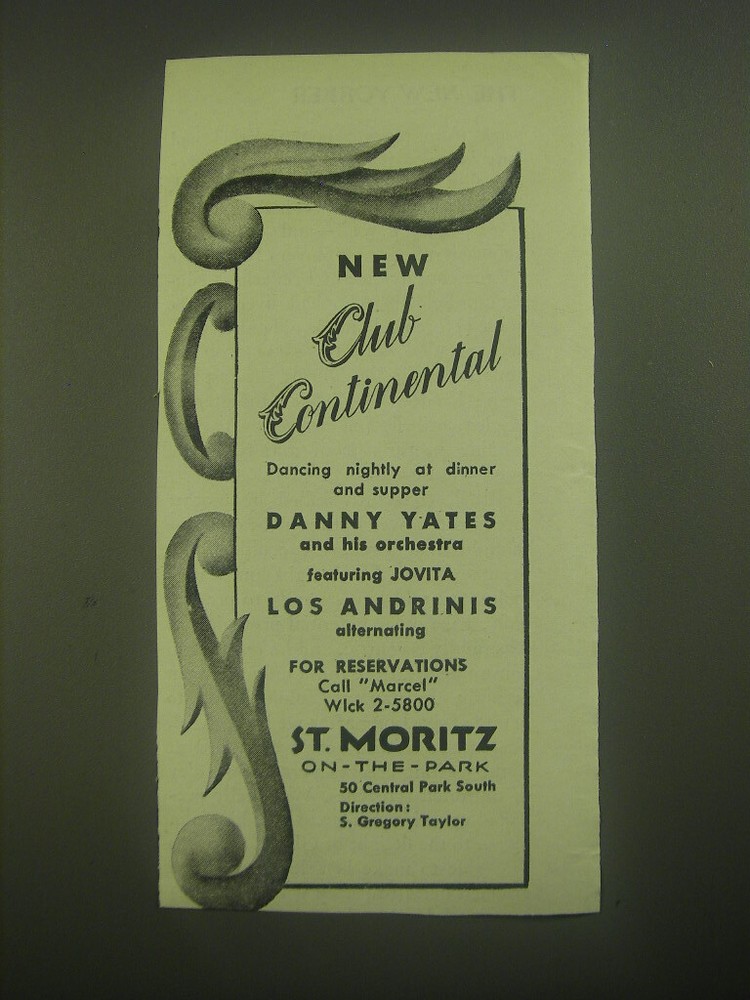 NEW
Club
Continental
Dancing nightly at dinner
and supper
DANNY YATES
and his orchestra
featuring JOVITA
LOS ANDRINIS
alternating
FOR RESERVATIONS
Call "Marcel"
WIck 2-5800
ST. MORITZ
ON-THE-PARK
50 Central Park South
Direction:
S. Gregory Taylor